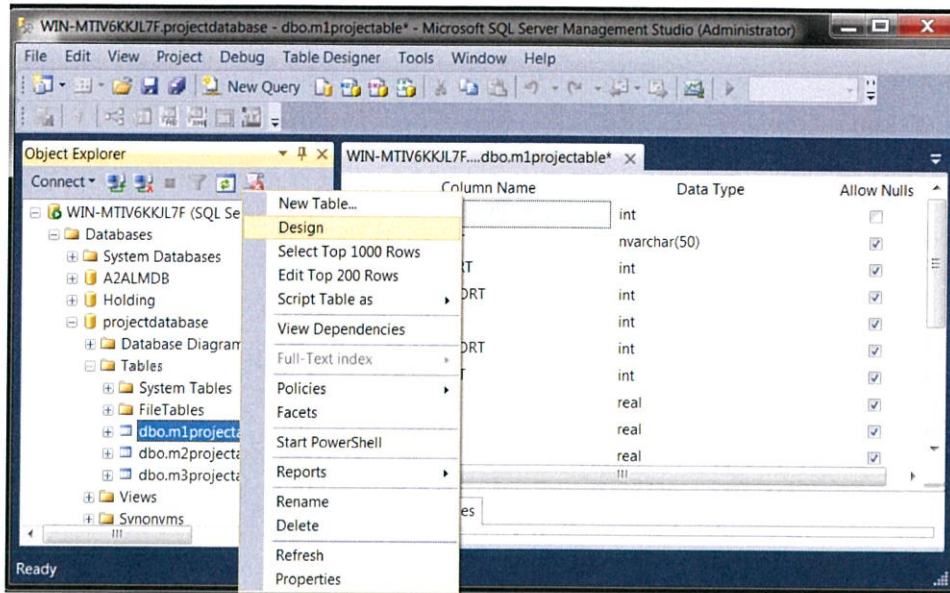 WIN-MTIV6KKJL7F.projectdatabase - dbo.m1projectable* - Microsoft SQL Server Management Studio (Administrator)
File Edit View Project Debug Table Designer Tools Window Help
New Query
Object Explorer
Connect
WIN-MTIV6KKJL7F (SQL Se
Databases
System Databases
A2ALMDB
Holding
projectdatabase
Database Diagram
Tables
System Tables
FileTables
dbo.m1projecta
dbo.m2projecta
dbo.m3projecta
Views
Synonyms
New Table...
Design
Select Top 1000 Rows
Edit Top 200 Rows
Script Table as
View Dependencies
Full-Text index
Policies
Facets
Start PowerShell
Reports
Rename
Delete
Refresh
Properties
WIN-MTIV6KKJL7F....dbo.m1projectable*
Column Name Data Type Allow Nulls
int
nvarchar(50)
RT int
ORT int
int
ORT int
T int
real
real
real
es
Ready